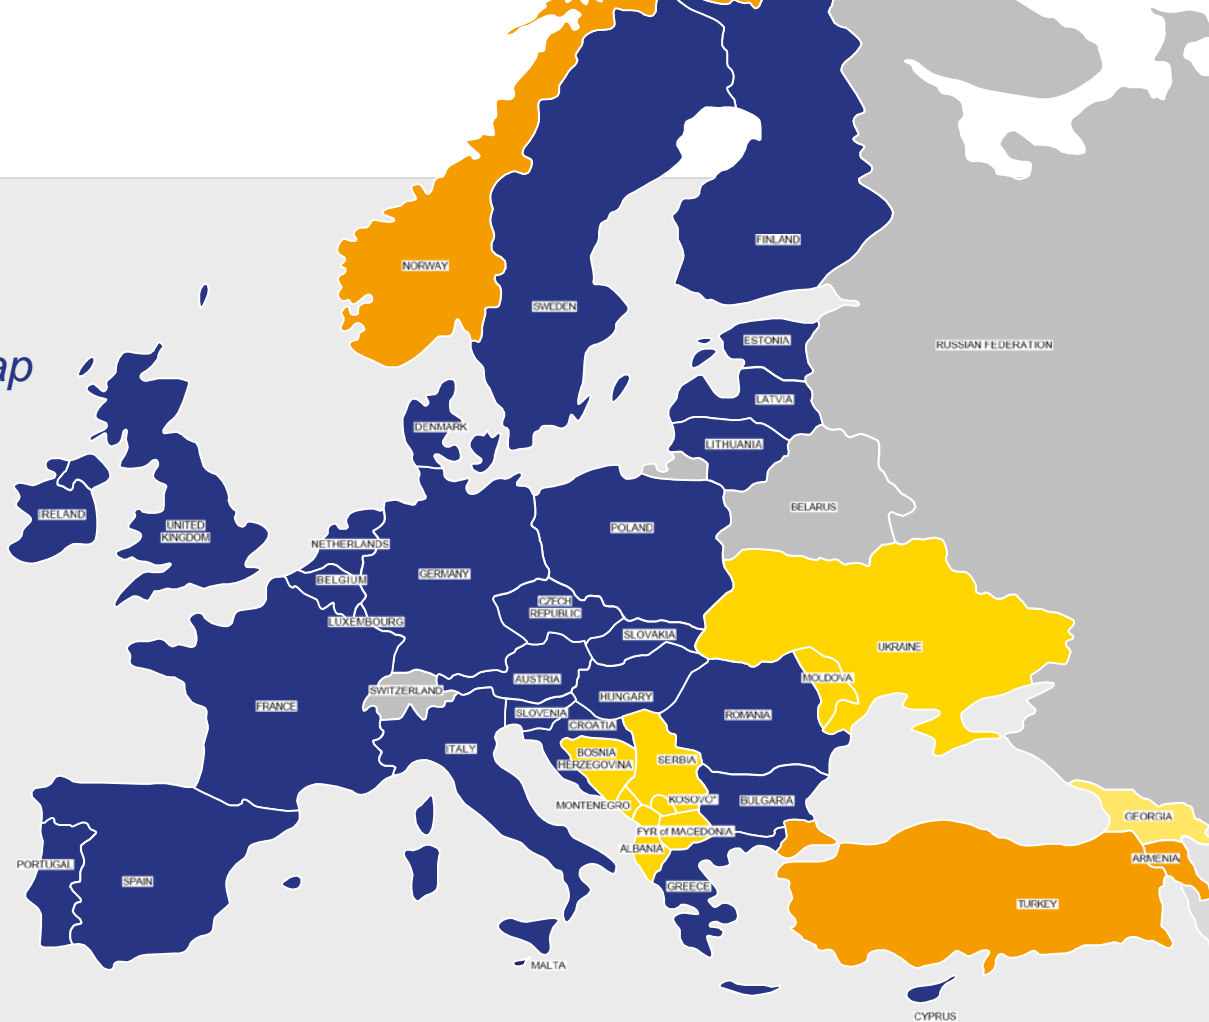 NORWAY
FINLAND
SWEDEN
ESTONIA
RUSSIAN FEDERATION
ap
LATVIA
DENMARK
LITHUANIA
BELARUS
IRELAND
UNITED
KINGDOM
POLAND
NETHERLANDS
GERMANY
BELGIUM
CZECH
REPUBLIC
LUXEMBOURG
SLOVAKIA
UKRAINE
AUSTRIA
MOLDOVA
SWITZERLAND
HUNGARY
FRANCE
SLOVENIA
ROMANIA
CROATIA
ITALY
BOSNIA
HERZEGOVINA
SERBIA
MONTENEGRO
KOSOVO*
BULGARIA
GEORGIA
FYR of MACEDONIA
ALBANIA
ARMENIA
PORTUGAL
SPAIN
GREECE
TURKEY
MALTA
CYPRUS